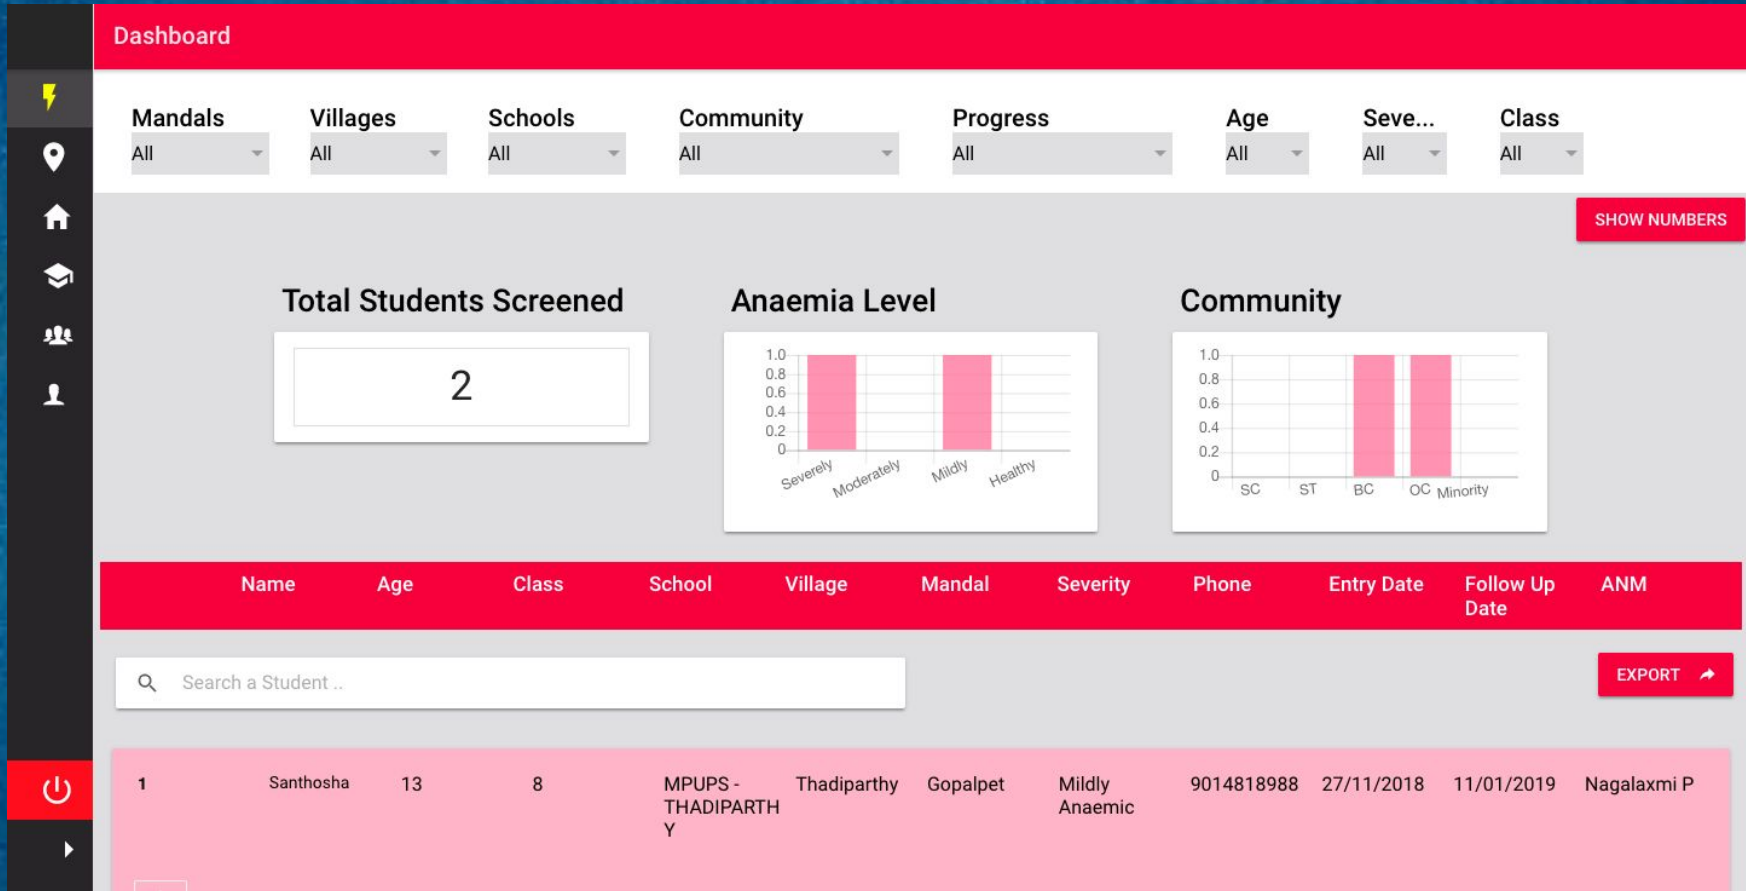 Dashboard
Mandals Villages Schools Community Progress Age Seve... Class
All All All All All All All All
SHOW NUMBERS
Total Students Screened Anaemia Level Community
2
1.0
0.8
0.6
0.4
0.2
0
Severely Moderately Mildly Healthy
1.0
0.8
0.6
0.4
0.2
0
SC ST BC OC Minority
Name Age Class School Village Mandal Severity Phone Entry Date Follow Up ANM
Date
Search a Student ..
EXPORT
1 Santhosha 13 8 MPUPS - Thadiparthy Gopalpet Mildly 9014818988 27/11/2018 11/01/2019 Nagalaxmi P
THADIPARTH Anaemic
Y